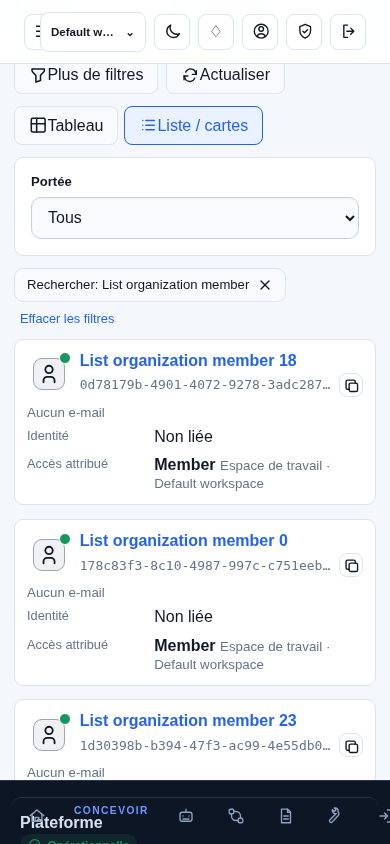 Default w… ⌄
Plus de filtres Actualiser
Tableau Liste / cartes
Portée
Tous
Rechercher: List organization member
Effacer les filtres
List organization member 18
0d78179b-4901-4072-9278-3adc287…
Aucun e-mail
Identité Non liée
Accès attribué Member Espace de travail ·
Default workspace
List organization member 0
178c83f3-8c10-4987-997c-c751eeb…
Aucun e-mail
Identité Non liée
Accès attribué Member Espace de travail ·
Default workspace
List organization member 23
1d30398b-b394-47f3-ac99-4e55db0…
Aucun e-mail
CONCEVOIR
Plateforme
Opérationnelle